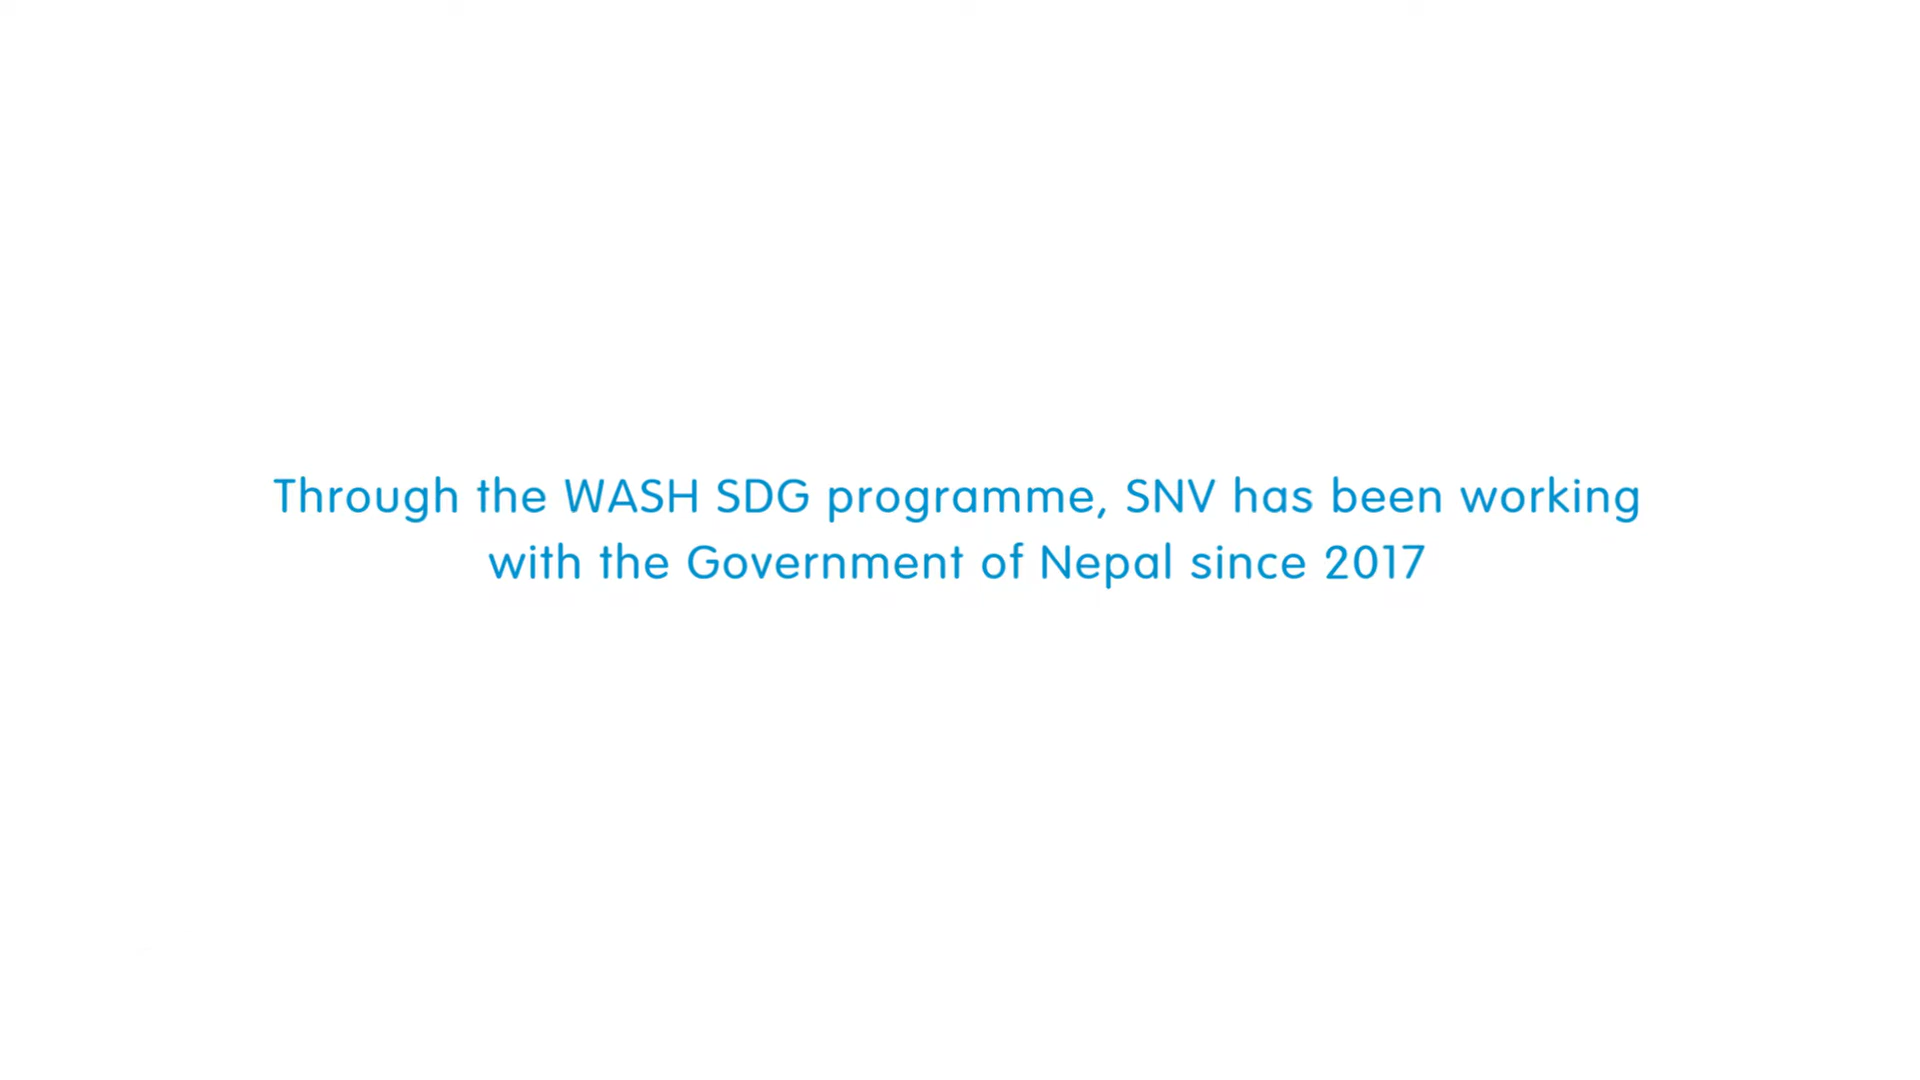 Through the WASH SDG programme, SNV has been working
with the Government of Nepal since 2017